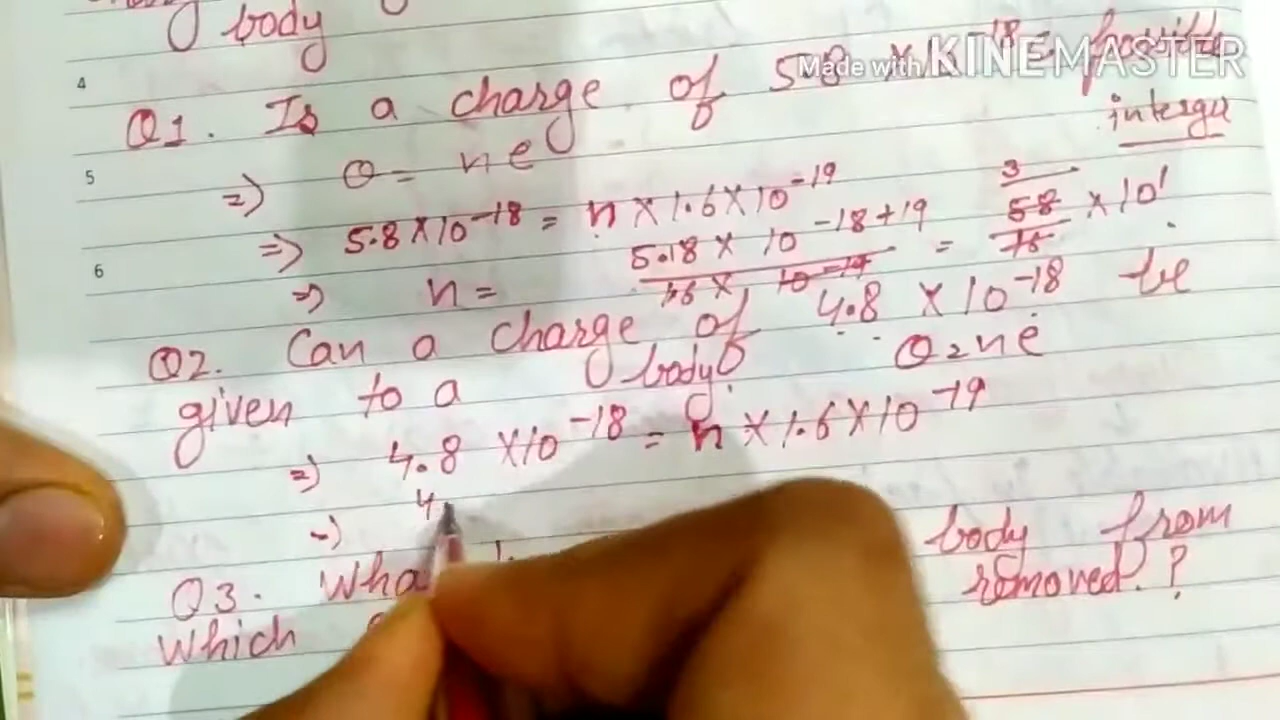 body
4
Q1. Is a charge of 5.8 × 10-18 possible
Made with KINEMASTER
integer
5
=) Q = ne
=) 5.8 × 10-18 = n × 1.6 × 10-19
6
=) n = 5.18 × 10 -18+19 / 16 × 10-19 = 58/16 × 10¹
3
Q2. Can a charge of 4.8 × 10-18 be
given to a body
Q = ne
=) 4.8 × 10-18 = n × 1.6 × 10-19
=) 4
Q3. Wha body from
which removed.?